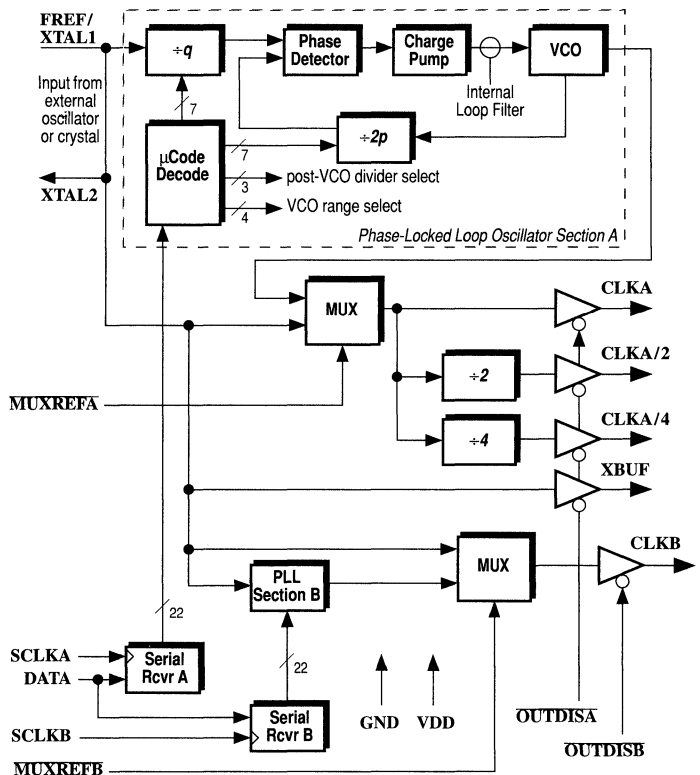 FREF/
XTAL1
÷q
Phase
Detector
Charge
Pump
VCO
Input from
external
oscillator
or crystal
7
Internal
Loop Filter
÷2p
μCode
Decode
7
3
post-VCO divider select
4
VCO range select
XTAL2
Phase-Locked Loop Oscillator Section A
MUX
CLKA
÷2
CLKA/2
MUXREFA
÷4
CLKA/4
XBUF
MUX
CLKB
PLL
Section B
22
22
SCLKA
DATA
Serial
Rcvr A
GND
VDD
OUTDISA
Serial
Rcvr B
SCLKB
OUTDISB
MUXREFB